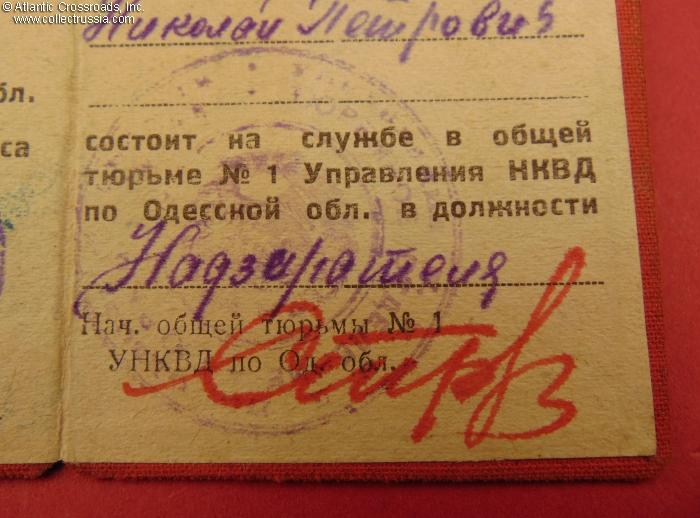 © Atlantic Crossroads, Inc.
www.collectrussia.com
Николай Петрович
бл.
са
состоит на службе в общей
тюрьме № 1 Управления НКВД
по Одесской обл. в должности
Надзирателя
Нач. общей тюрьмы № 1
УНКВД по Од. обл.